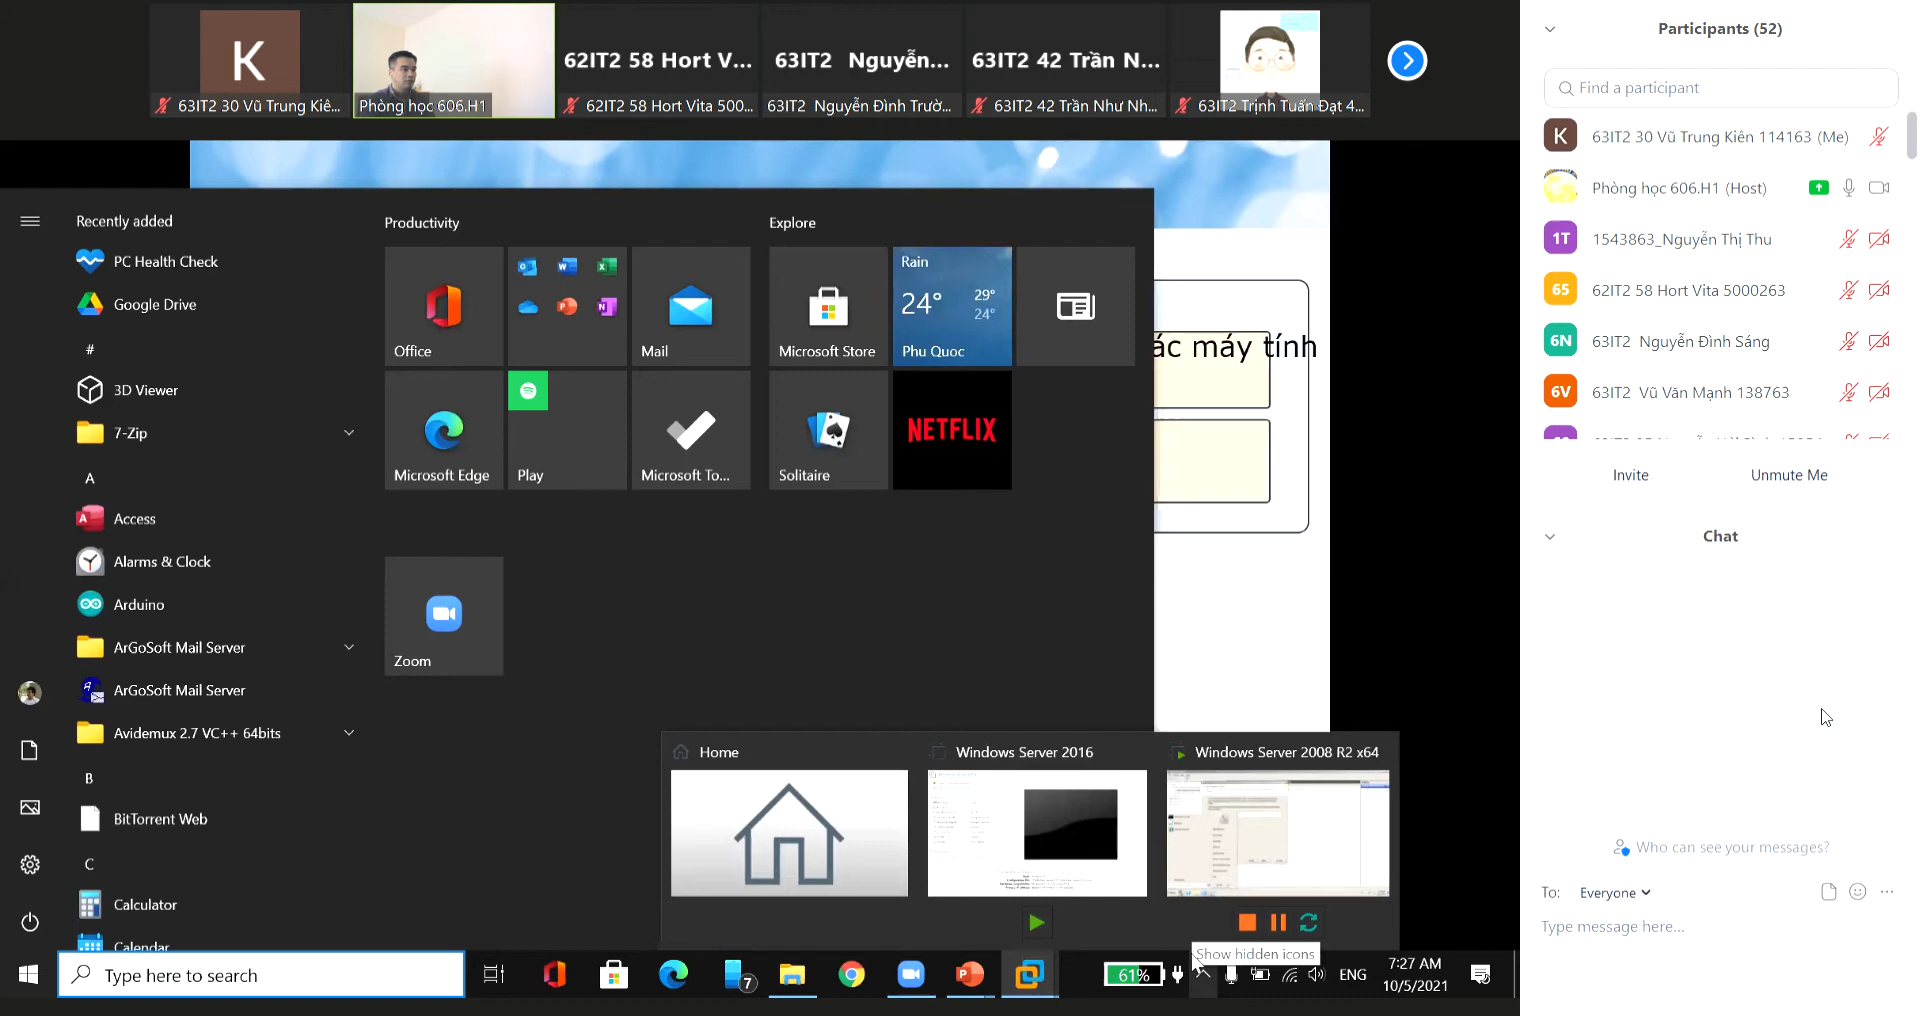 K
62IT2 58 Hort V...
63IT2 Nguyễn...
63IT2 42 Trần N...
63IT2 30 Vũ Trung Kiê...
Phòng học 606.H1
62IT2 58 Hort Vita 500...
63IT2 Nguyễn Đình Trườ...
63IT2 42 Trần Như Nh...
63IT2 Trịnh Tuấn Đạt 4...
Recently added
PC Health Check
Google Drive
#
3D Viewer
7-Zip
A
Access
Alarms & Clock
Arduino
ArGoSoft Mail Server
ArGoSoft Mail Server
Avidemux 2.7 VC++ 64bits
B
BitTorrent Web
C
Calculator
Calendar
Productivity
Office
Mail
Microsoft Edge
Play
Microsoft To...
Zoom
Explore
Microsoft Store
Rain
24°
29°
24°
Phu Quoc
Solitaire
NETFLIX
ác máy tính
Home
Windows Server 2016
Windows Server 2008 R2 x64
Show hidden icons
Type here to search
7
61%
ENG
7:27 AM
10/5/2021
Participants (52)
Find a participant
K
63IT2 30 Vũ Trung Kiên 114163 (Me)
Phòng học 606.H1 (Host)
1T
1543863_Nguyễn Thị Thu
65
62IT2 58 Hort Vita 5000263
6N
63IT2 Nguyễn Đình Sáng
6V
63IT2 Vũ Văn Mạnh 138763
Invite
Unmute Me
Chat
Who can see your messages?
To:
Everyone
Type message here...